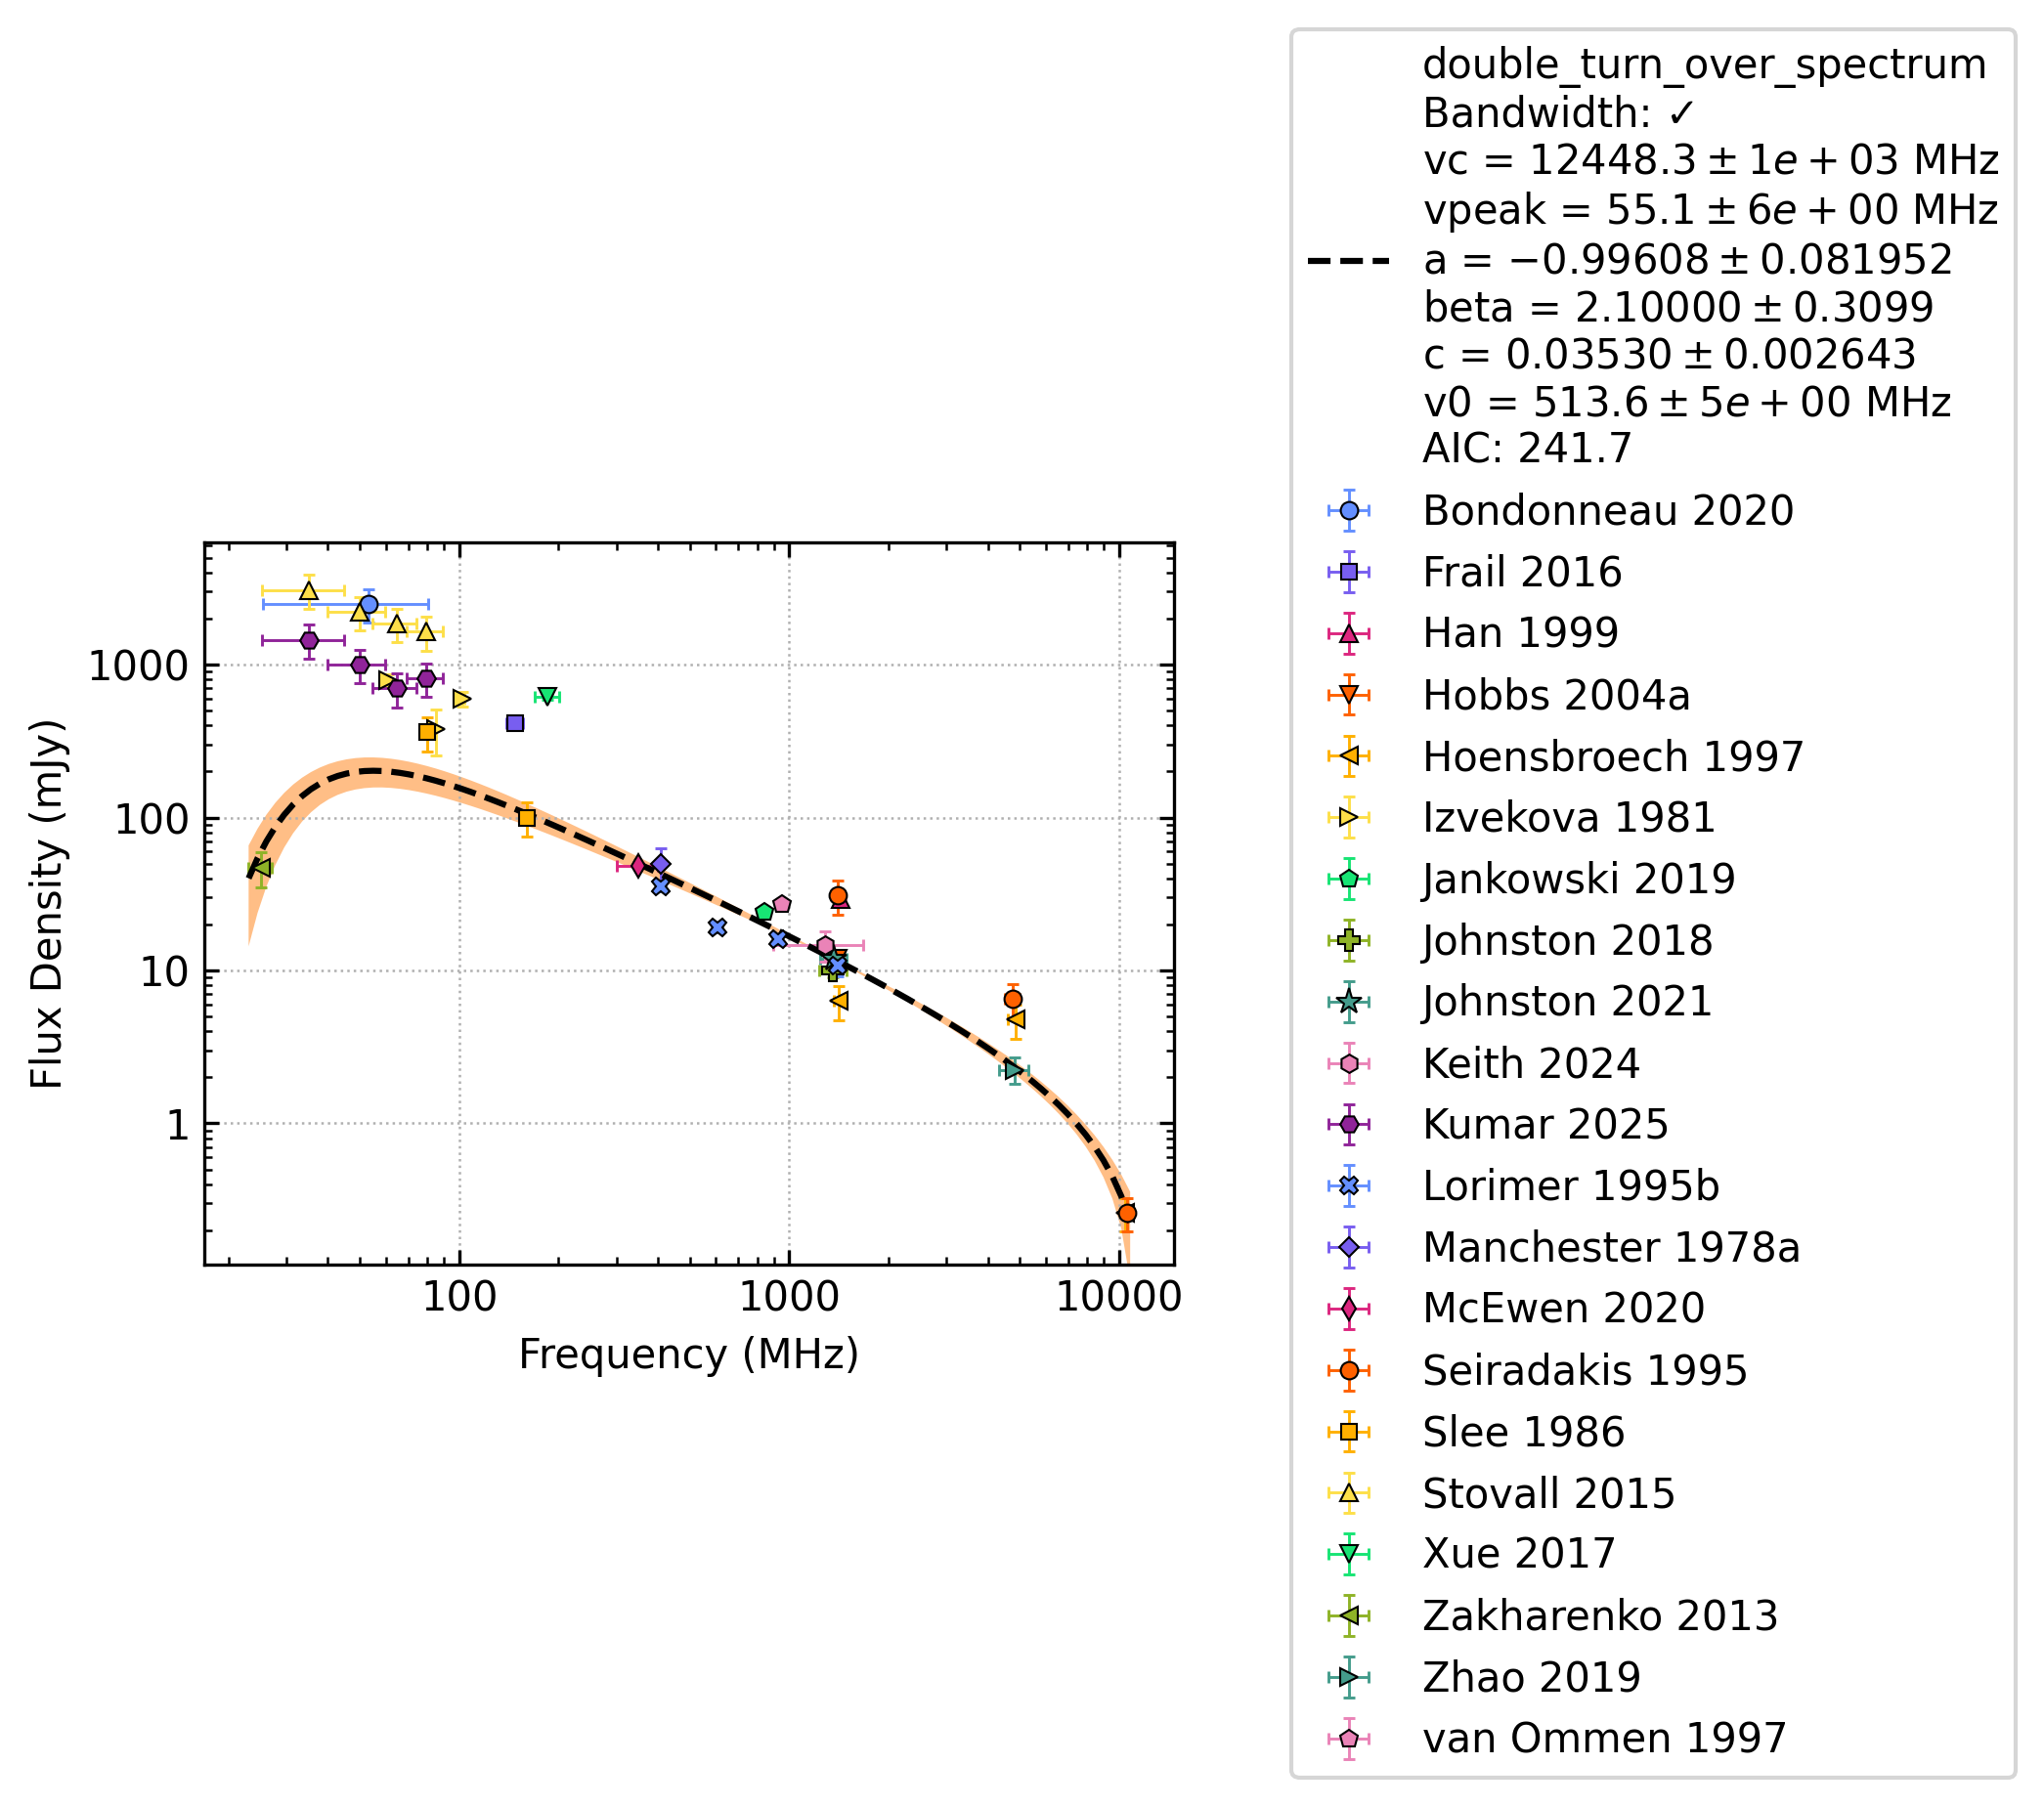 double_turn_over_spectrum
Bandwidth: ✓
vc = 12448.3 ± 1e + 03 MHz
vpeak = 55.1 ± 6e + 00 MHz
a = −0.99608 ± 0.081952
beta = 2.10000 ± 0.3099
c = 0.03530 ± 0.002643
v0 = 513.6 ± 5e + 00 MHz
AIC: 241.7
Bondonneau 2020
Frail 2016
Han 1999
Hobbs 2004a
Hoensbroech 1997
Izvekova 1981
Jankowski 2019
Johnston 2018
Johnston 2021
Keith 2024
Kumar 2025
Lorimer 1995b
Manchester 1978a
McEwen 2020
Seiradakis 1995
Slee 1986
Stovall 2015
Xue 2017
Zakharenko 2013
Zhao 2019
van Ommen 1997
Flux Density (mJy)
1000
100
10
1
100
1000
10000
Frequency (MHz)